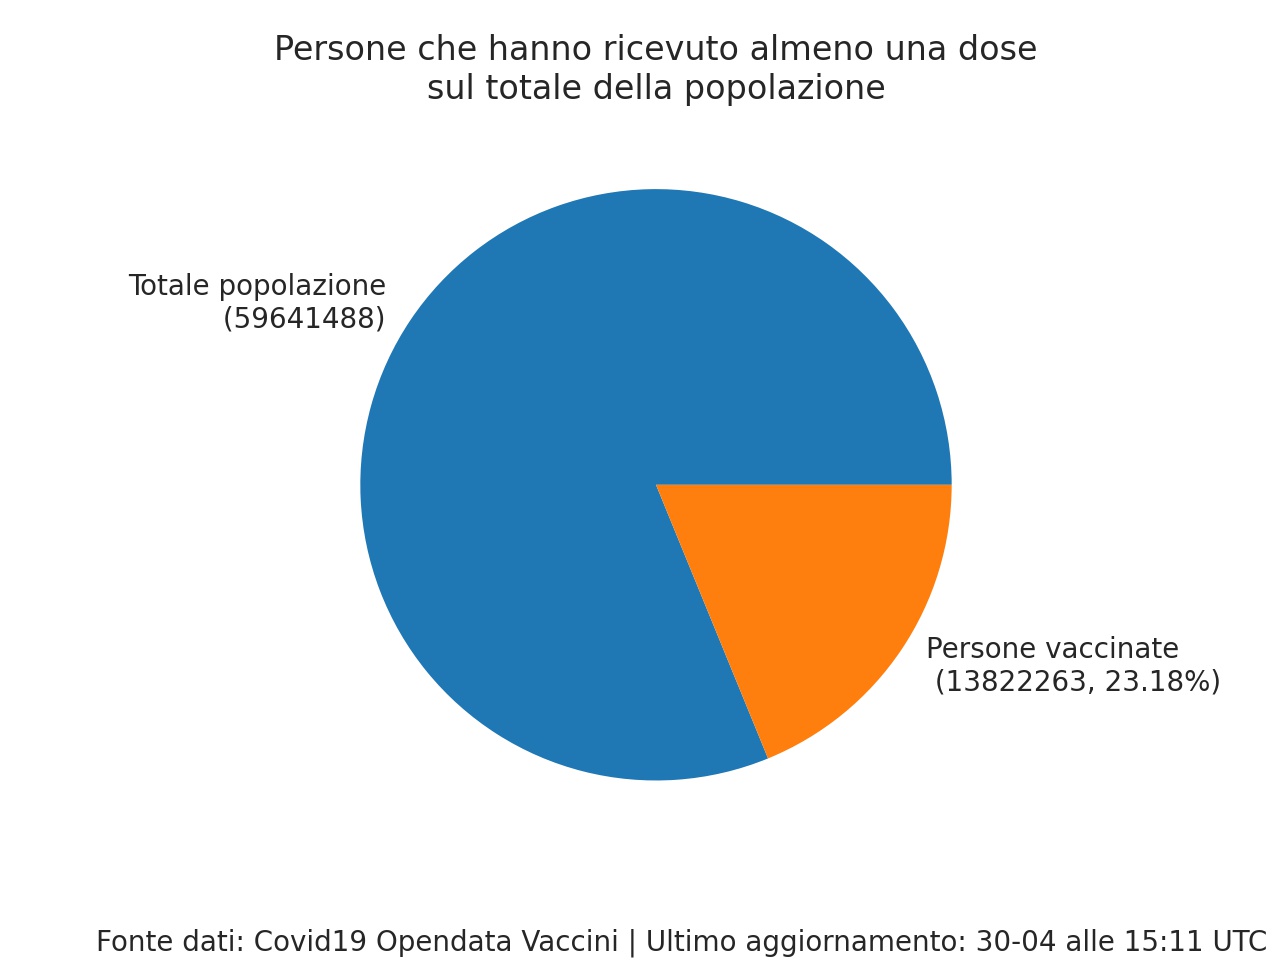 Persone che hanno ricevuto almeno una dose
sul totale della popolazione
Totale popolazione
(59641488)
Persone vaccinate
(13822263, 23.18%)
Fonte dati: Covid19 Opendata Vaccini | Ultimo aggiornamento: 30-04 alle 15:11 UTC